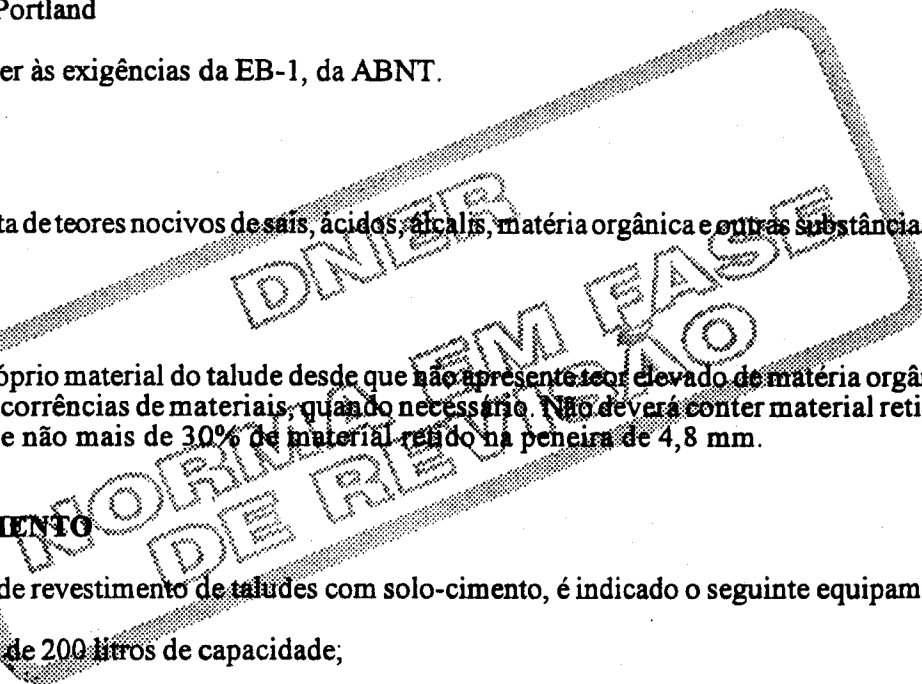 Portland
er às exigências da EB-1, da ABNT.
ta de teores nocivos de sais, ácidos, álcalis, matéria orgânica e outras substância
DNER
NORMA EM FASE
DE REVISÃO
óprio material do talude desde que não apresente teor elevado de matéria orgâ
corrências de materiais, quando necessário. Não deverá conter material reti
e não mais de 30% de material retido na peneira de 4,8 mm.
IENTO
de revestimento de taludes com solo-cimento, é indicado o seguinte equipam
de 200 litros de capacidade;